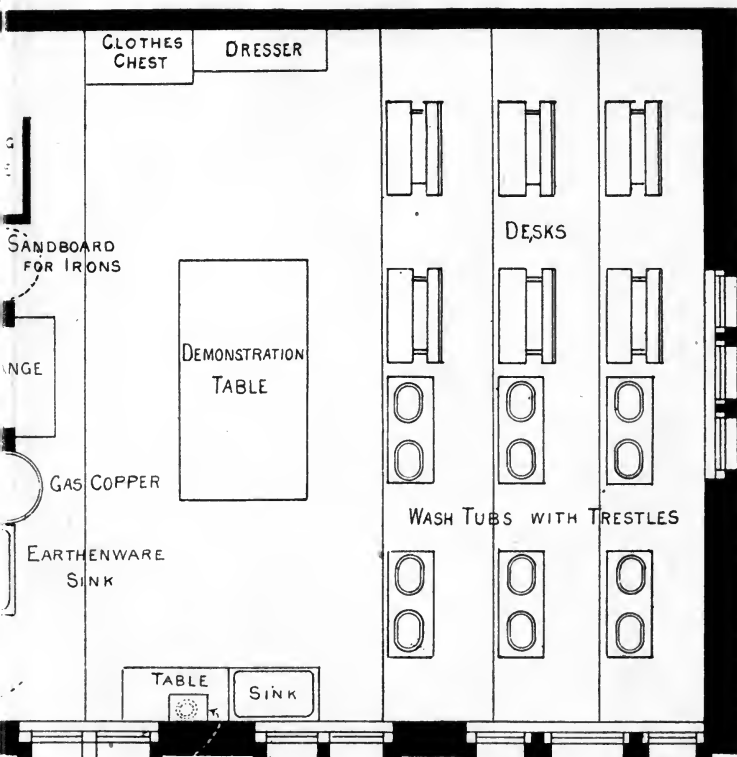 CLOTHES
CHEST
DRESSER
DESKS
SANDBOARD
FOR IRONS
DEMONSTRATION
TABLE
ANGE
GAS COPPER
WASH TUBS WITH TRESTLES
EARTHENWARE
SINK
TABLE
SINK